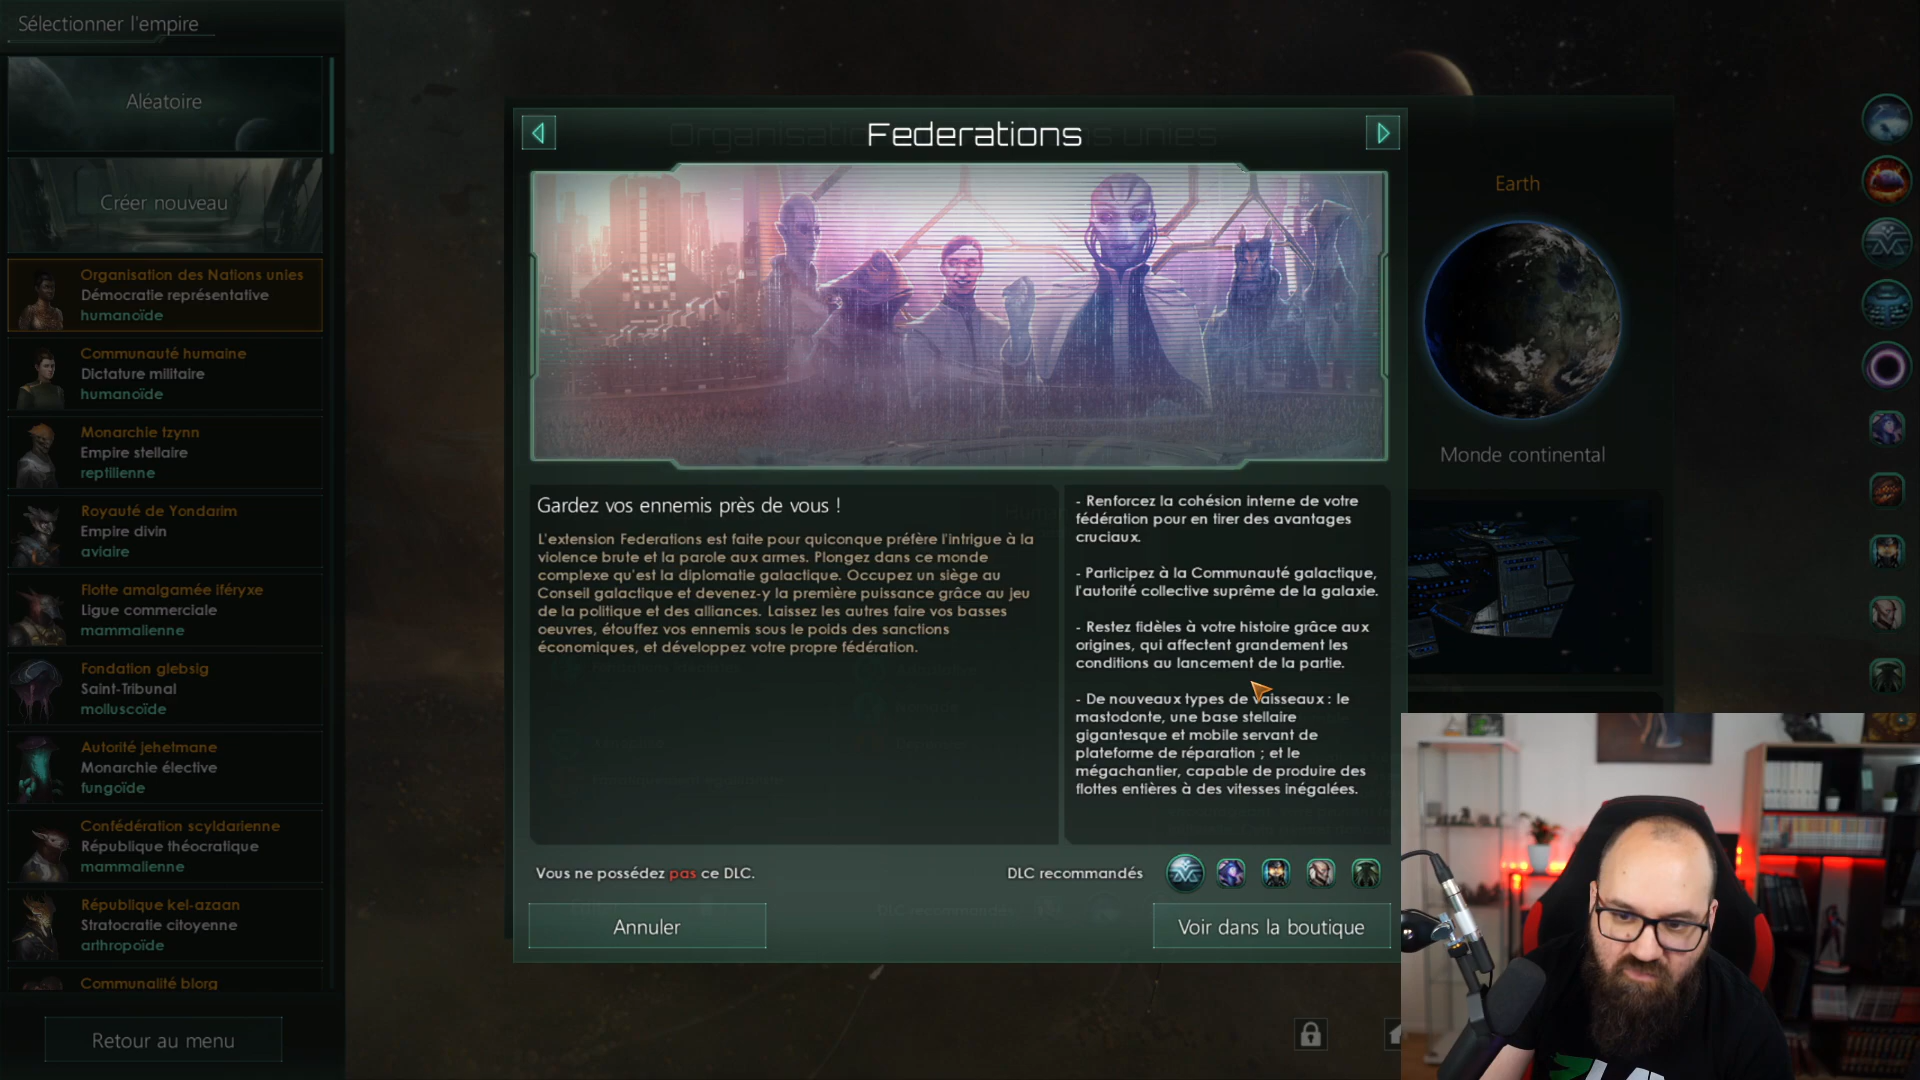 Sélectionner l'empire
Aléatoire
Créer nouveau
Organisation des Nations unies
Démocratie représentative
humanoïde
Communauté humaine
Dictature militaire
humanoïde
Monarchie tzynn
Empire stellaire
reptilienne
Royauté de Yondarim
Empire divin
aviaire
Flotte amalgamée iféryxe
Ligue commerciale
mammalienne
Fondation glebsig
Saint-Tribunal
molluscoïde
Autorité jehetmane
Monarchie élective
fungoïde
Confédération scyldarienne
République théocratique
mammalienne
République kel-azaan
Stratocratie citoyenne
arthropoïde
Communalité blorg
Retour au menu
Federations
Gardez vos ennemis près de vous !
L'extension Federations est faite pour quiconque préfère l'intrigue à la
violence brute et la parole aux armes. Plongez dans ce monde
complexe qu'est la diplomatie galactique. Occupez un siège au
Conseil galactique et devenez-y la première puissance grâce au jeu
de la politique et des alliances. Laissez les autres faire vos basses
oeuvres, étouffez vos ennemis sous le poids des sanctions
économiques, et développez votre propre fédération.
- Renforcez la cohésion interne de votre
fédération pour en tirer des avantages
cruciaux.
- Participez à la Communauté galactique,
l'autorité collective suprême de la galaxie.
- Restez fidèles à votre histoire grâce aux
origines, qui affectent grandement les
conditions au lancement de la partie.
- De nouveaux types de vaisseaux : le
mastodonte, une base stellaire
gigantesque et mobile servant de
plateforme de réparation ; et le
mégachantier, capable de produire des
flottes entières à des vitesses inégalées.
Vous ne possédez pas ce DLC.
DLC recommandés
Annuler
Voir dans la boutique
Earth
Monde continental